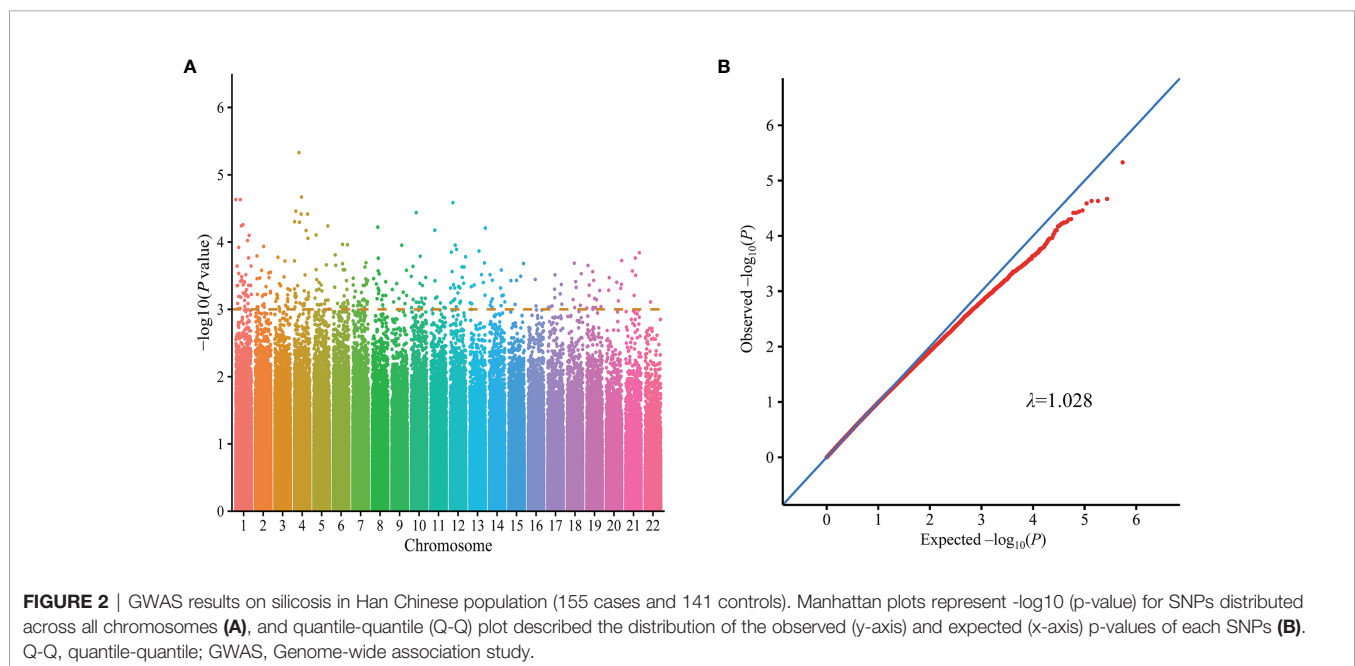 A
−log10(P value)
6
5
4
3
2
1
0
1 2 3 4 5 6 7 8 9 10 11 12 13 14 15 16 17 18 19 20 21 22
Chromosome
B
Observed −log10(P)
6
5
4
3
2
1
0
λ=1.028
0 1 2 3 4 5 6
Expected −log10(P)
FIGURE 2 | GWAS results on silicosis in Han Chinese population (155 cases and 141 controls). Manhattan plots represent -log10 (p-value) for SNPs distributed
across all chromosomes (A), and quantile-quantile (Q-Q) plot described the distribution of the observed (y-axis) and expected (x-axis) p-values of each SNPs (B).
Q-Q, quantile-quantile; GWAS, Genome-wide association study.